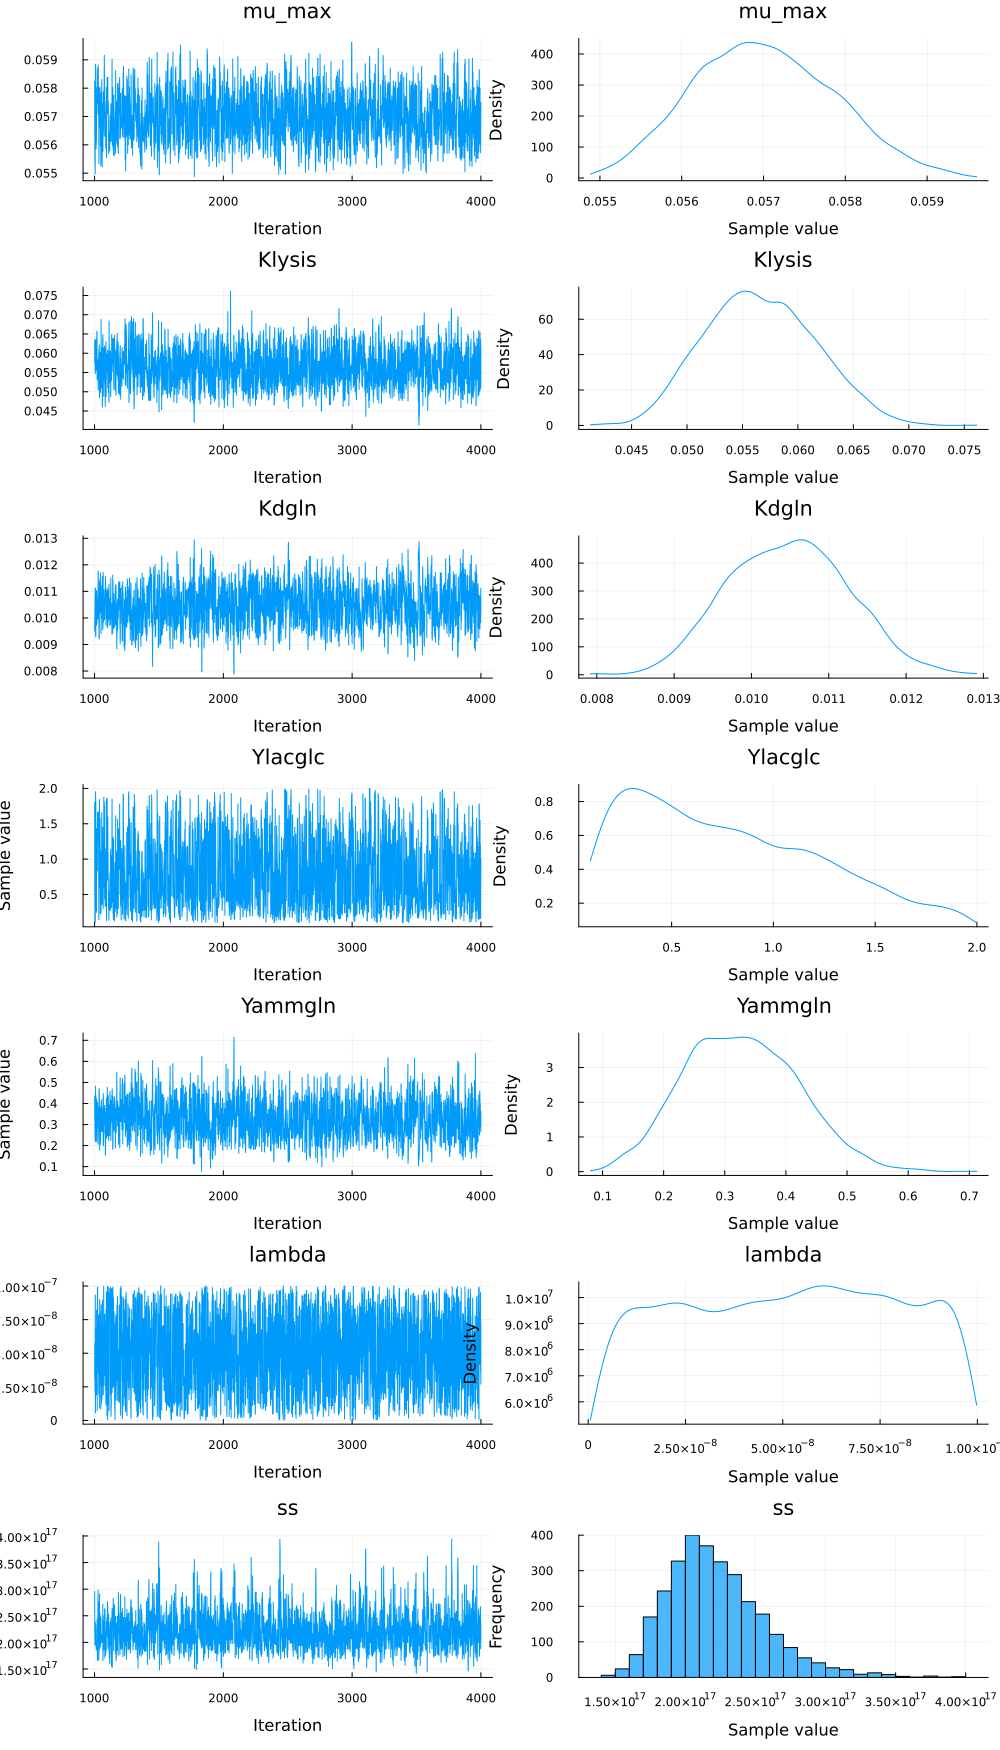 mu_max mu_max
0.059
0.058
0.057
0.056
0.055
1000 2000 3000 4000
Iteration
Density
400
300
200
100
0
0.055 0.056 0.057 0.058 0.059
Sample value
Klysis Klysis
0.075
0.070
0.065
0.060
0.055
0.050
0.045
1000 2000 3000 4000
Iteration
Density
60
40
20
0
0.045 0.050 0.055 0.060 0.065 0.070 0.075
Sample value
Kdgln Kdgln
0.013
0.012
0.011
0.010
0.009
0.008
1000 2000 3000 4000
Iteration
Density
400
300
200
100
0
0.008 0.009 0.010 0.011 0.012 0.013
Sample value
Ylacglc Ylacglc
Sample value
2.0
1.5
1.0
0.5
1000 2000 3000 4000
Iteration
Density
0.8
0.6
0.4
0.2
0.5 1.0 1.5 2.0
Sample value
Yammgln Yammgln
Sample value
0.7
0.6
0.5
0.4
0.3
0.2
0.1
1000 2000 3000 4000
Iteration
Density
3
2
1
0
0.1 0.2 0.3 0.4 0.5 0.6 0.7
Sample value
lambda lambda
.00×10⁻⁷
.50×10⁻⁸
.00×10⁻⁸
.50×10⁻⁸
0
1000 2000 3000 4000
Iteration
Density
1.0×10⁷
9.0×10⁶
8.0×10⁶
7.0×10⁶
6.0×10⁶
0 2.50×10⁻⁸ 5.00×10⁻⁸ 7.50×10⁻⁸ 1.00×10⁻
Sample value
ss ss
4.00×10¹⁷
3.50×10¹⁷
3.00×10¹⁷
2.50×10¹⁷
2.00×10¹⁷
1.50×10¹⁷
1000 2000 3000 4000
Iteration
Frequency
400
300
200
100
0
1.50×10¹⁷ 2.00×10¹⁷ 2.50×10¹⁷ 3.00×10¹⁷ 3.50×10¹⁷ 4.00×10¹⁷
Sample value